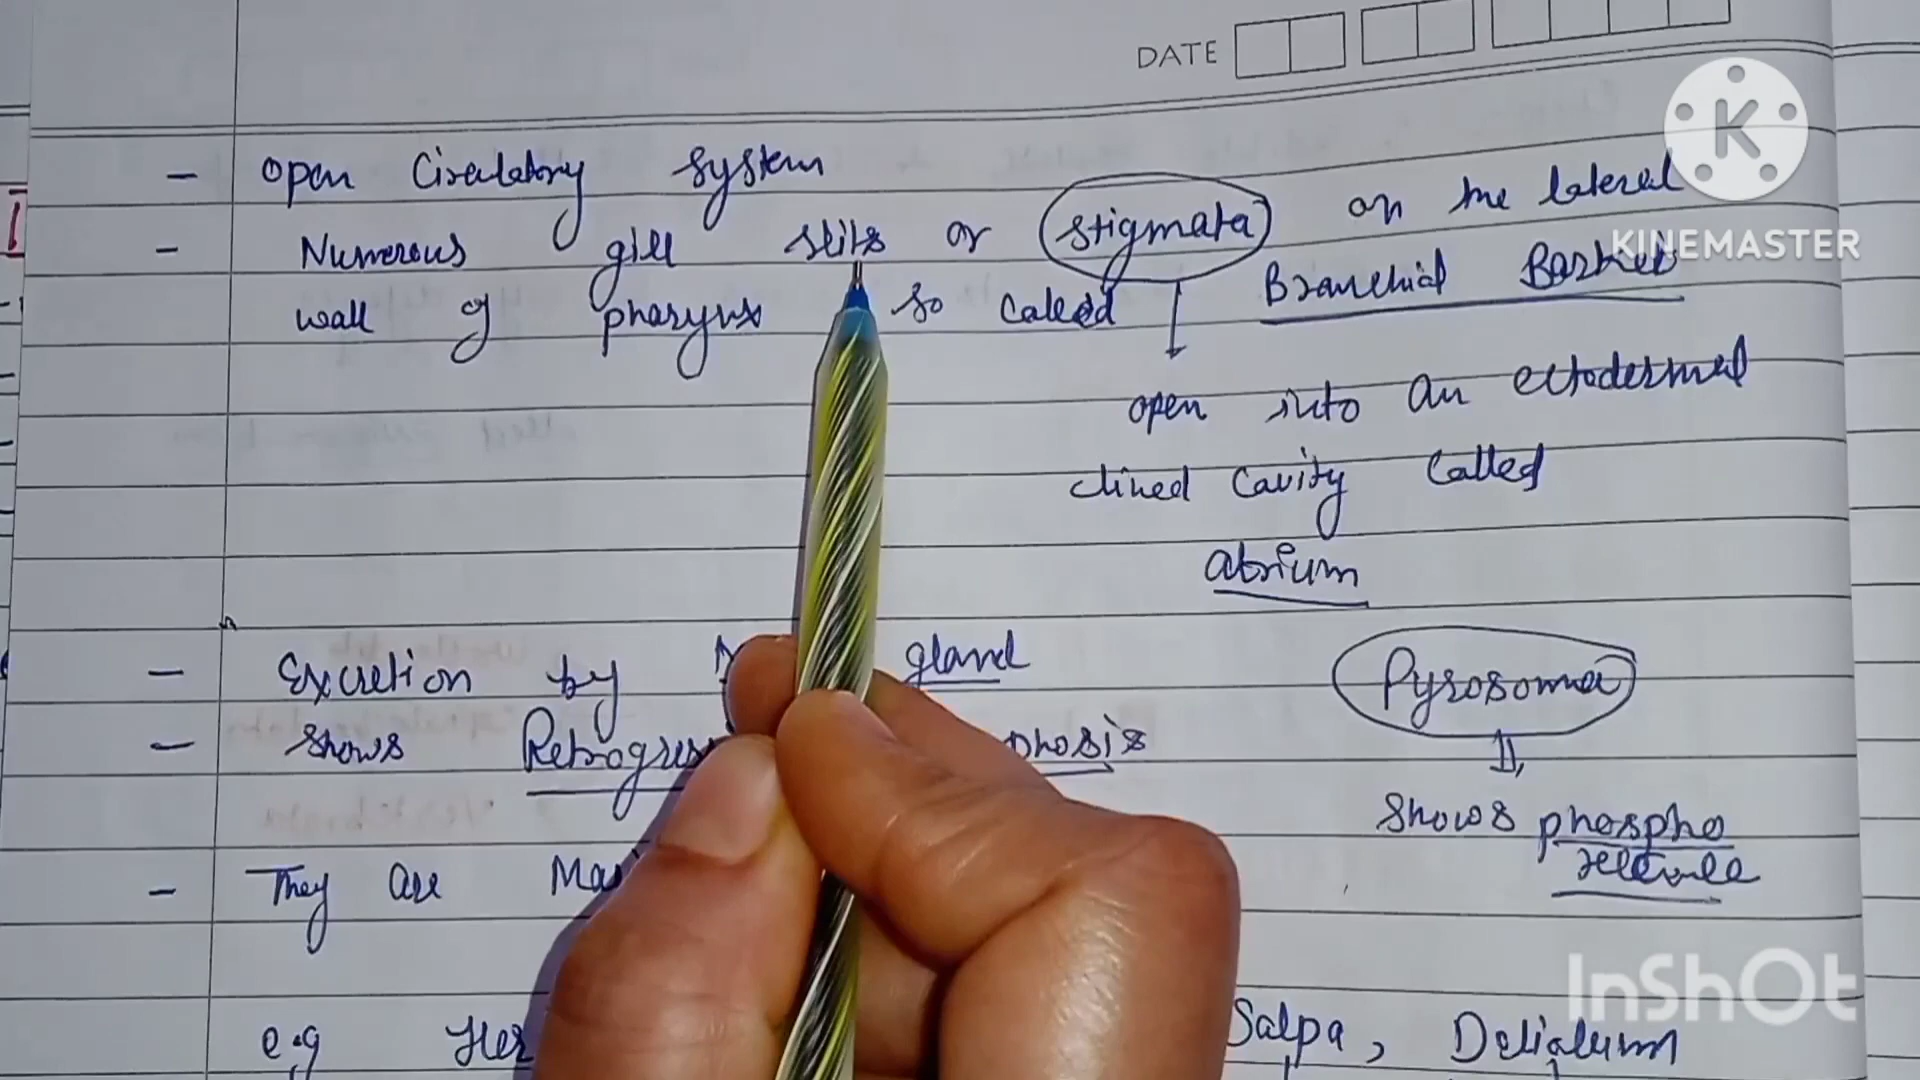 DATE
K
KINEMASTER
- open Circulatory system
- Numerous gill slits or stigmata on the lateral
wall of pharynx so called Branchial Basket
open into an ectodermal
lined cavity called
atrium
- Excretion by gland
- shows
- They are
Pyrosoma
shows phospho
e.g Salpa, Doliolum
InShOt